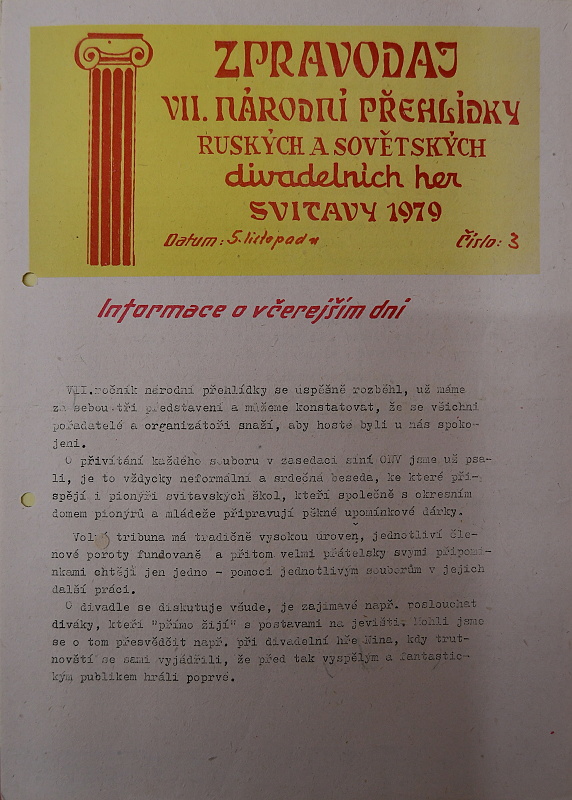 ZPRAVODAJ
VII. NÁRODNÍ PŘEHLÍDKY
RUSKÝCH A SOVĚTSKÝCH
divadelních her
SVITAVY 1979
Datum: 5. listopadu
Číslo: 3
Informace o včerejším dni
VII.ročník národní přehlídky se úspěšně rozběhl, už máme
za sebou tři představení a můžeme konstatovat, že se všichni
pořadatelé a organizátoři snaží, aby hosté byli u nás spoko-
jeni.
O přivítání každého souboru v zasedací síni ONV jsme už psa-
li, je to vždycky neformální a srdečná beseda, ke které při-
spějí i pionýři svitavských škol, kteří společně s okresním
domem pionýrů a mládeže připravují pěkné upomínkové dárky.
Volná tribuna má tradičně vysokou úroveň, jednotliví čle-
nové poroty fundovaně a přitom velmi přátelsky svými připomí-
nkami chtějí jen jedno - pomoci jednotlivým souborům v jejich
další práci.
O divadle se diskutuje všude, je zajímavé např. poslouchat
diváky, kteří "přímo žijí" s postavami na jevišti. Mohli jsme
se o tom přesvědčit např. při divadelní hře Nina, kdy trut-
novští se sami vyjádřili, že před tak vyspělým a fantastic-
kým publikem hráli poprvé.